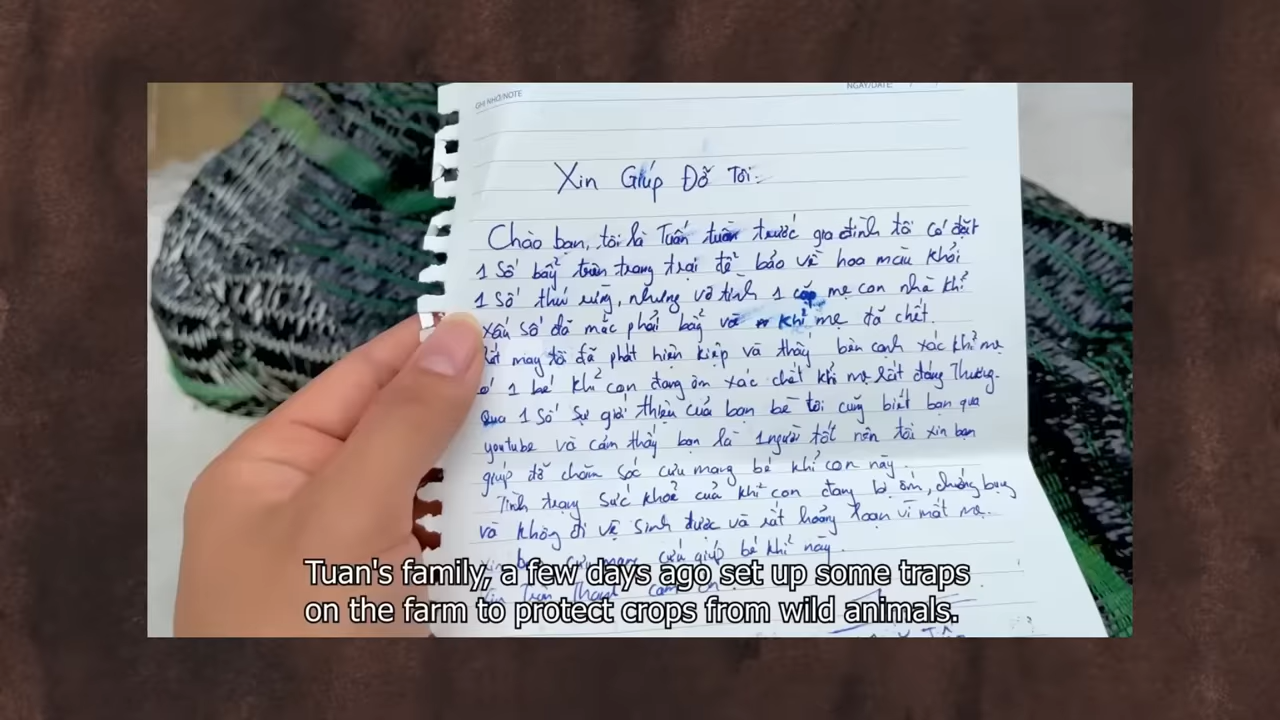 GHI NHỚ/NOTE
NGÀY/DATE
Xin Giúp Đỡ Tôi.
Chào bạn, tôi là Tuấn tuần trước gia đình tôi có đặt
1 Số bẫy trên trang trại để bảo vệ hoa màu khỏi
1 Số thú rừng, nhưng vô tình 1 cặp mẹ con nhà khỉ
xấu số đã mắc phải bẫy và khỉ mẹ đã chết.
may tôi đã phát hiện kiệp và thấy bên cạnh xác khỉ mẹ
1 bé khỉ con đang ôm xác chết khỉ mẹ rất đáng Thương.
Qua 1 Số Sự giới thiệu của bạn bè tôi cũng biết bạn qua
youtube và cảm thấy bạn là 1 người tốt nên tôi xin bạn
giúp đỡ chăm sóc cưu mang bé khỉ con này.
Tình trạng sức khoẻ của khỉ con đang bị ốm, chướng bụng
và không đi vệ sinh được và rất hoảng loạn vì mất mẹ.
cứu giúp bé khỉ này.
Tuan's family, a few days ago set up some traps
on the farm to protect crops from wild animals.